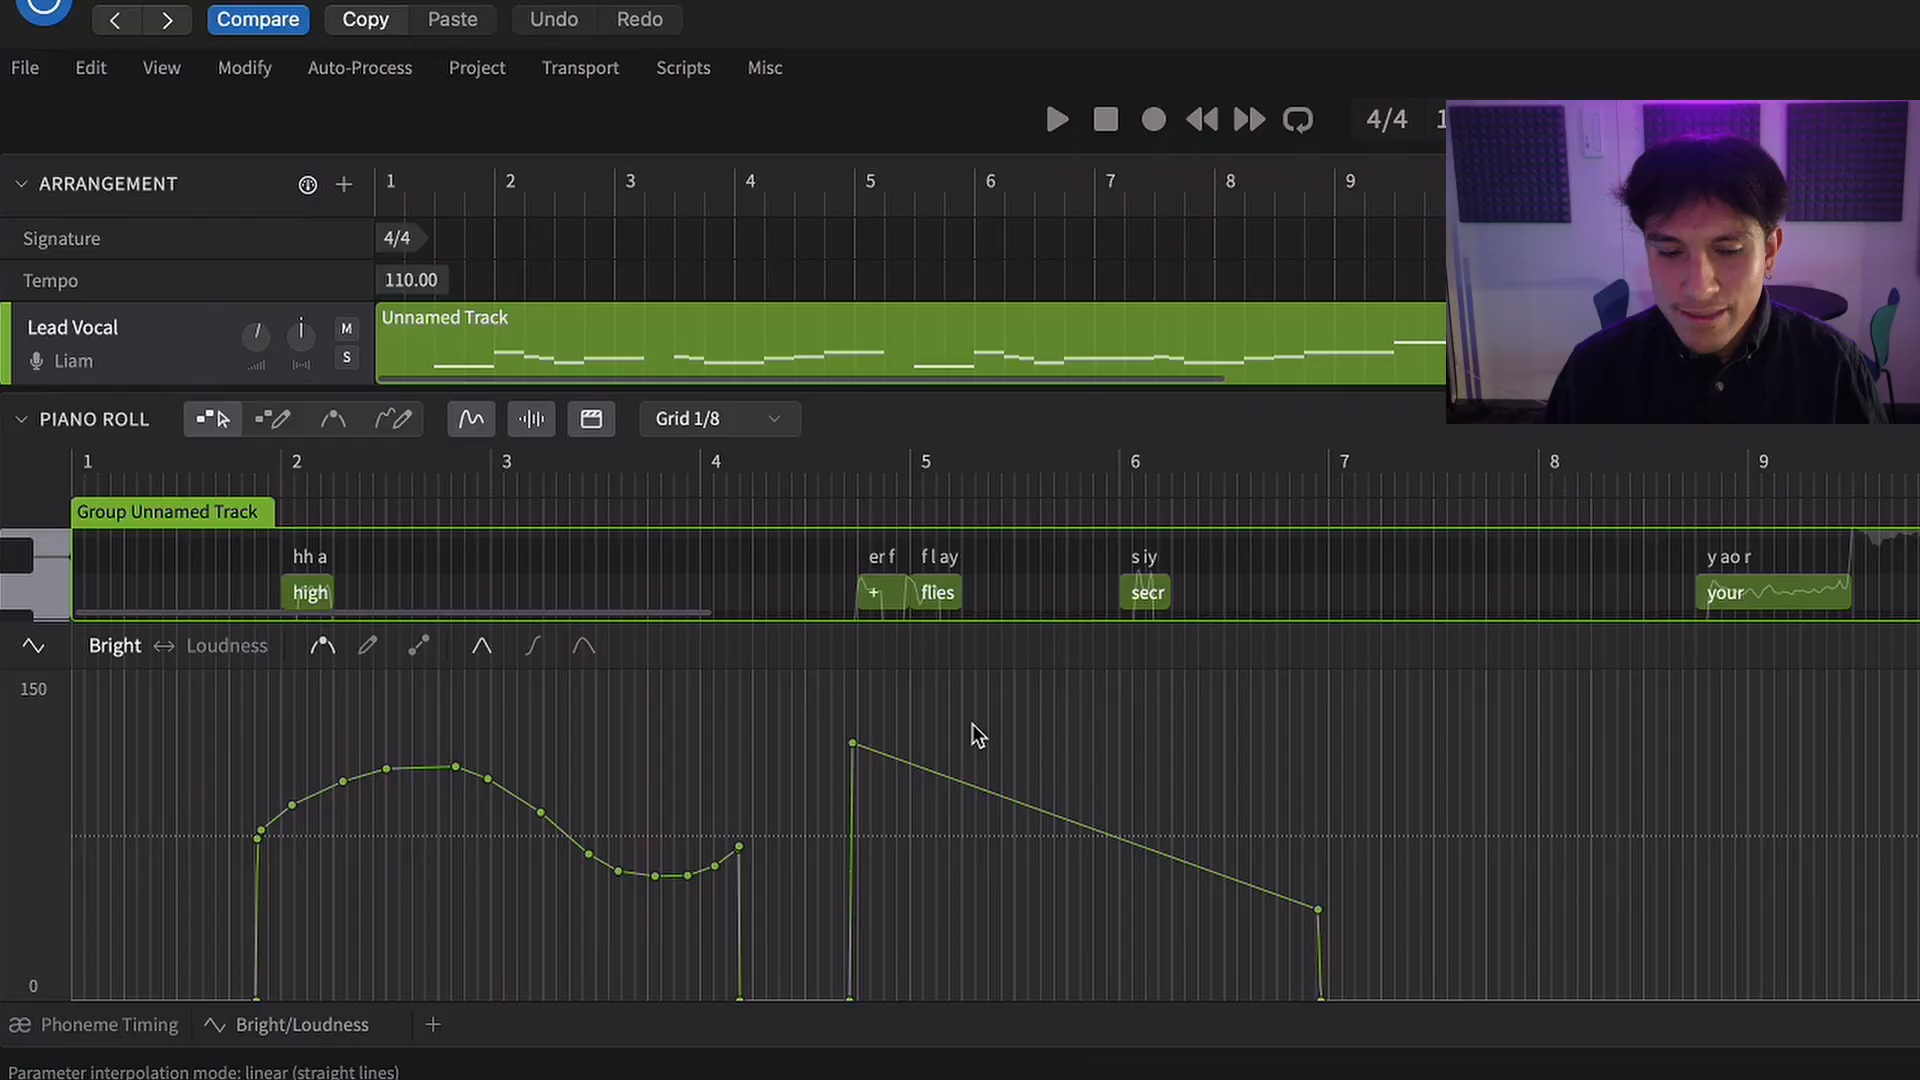 Compare Copy Paste Undo Redo
File Edit View Modify Auto-Process Project Transport Scripts Misc
4/4 1
ARRANGEMENT 1 2 3 4 5 6 7 8 9
Signature 4/4
Tempo 110.00
Lead Vocal M Unnamed Track
Liam S
PIANO ROLL Grid 1/8
1 2 3 4 5 6 7 8 9
Group Unnamed Track
hh a er f f l ay s iy y ao r
high + flies secr your
Bright Loudness
150
0
æ Phoneme Timing Bright/Loudness +
Parameter interpolation mode: linear (straight lines)